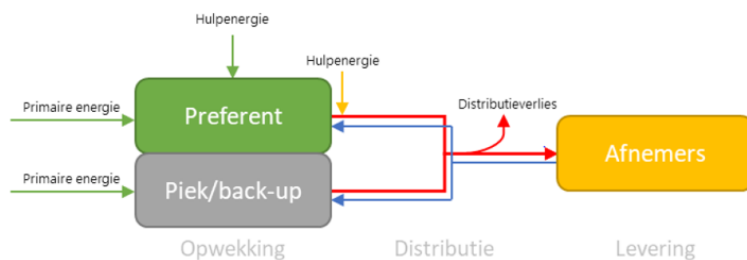 Hulpenergie
Hulpenergie
Primaire energie
Preferent
Distributieverlies
Afnemers
Primaire energie
Piek/back-up
Opwekking
Distributie
Levering